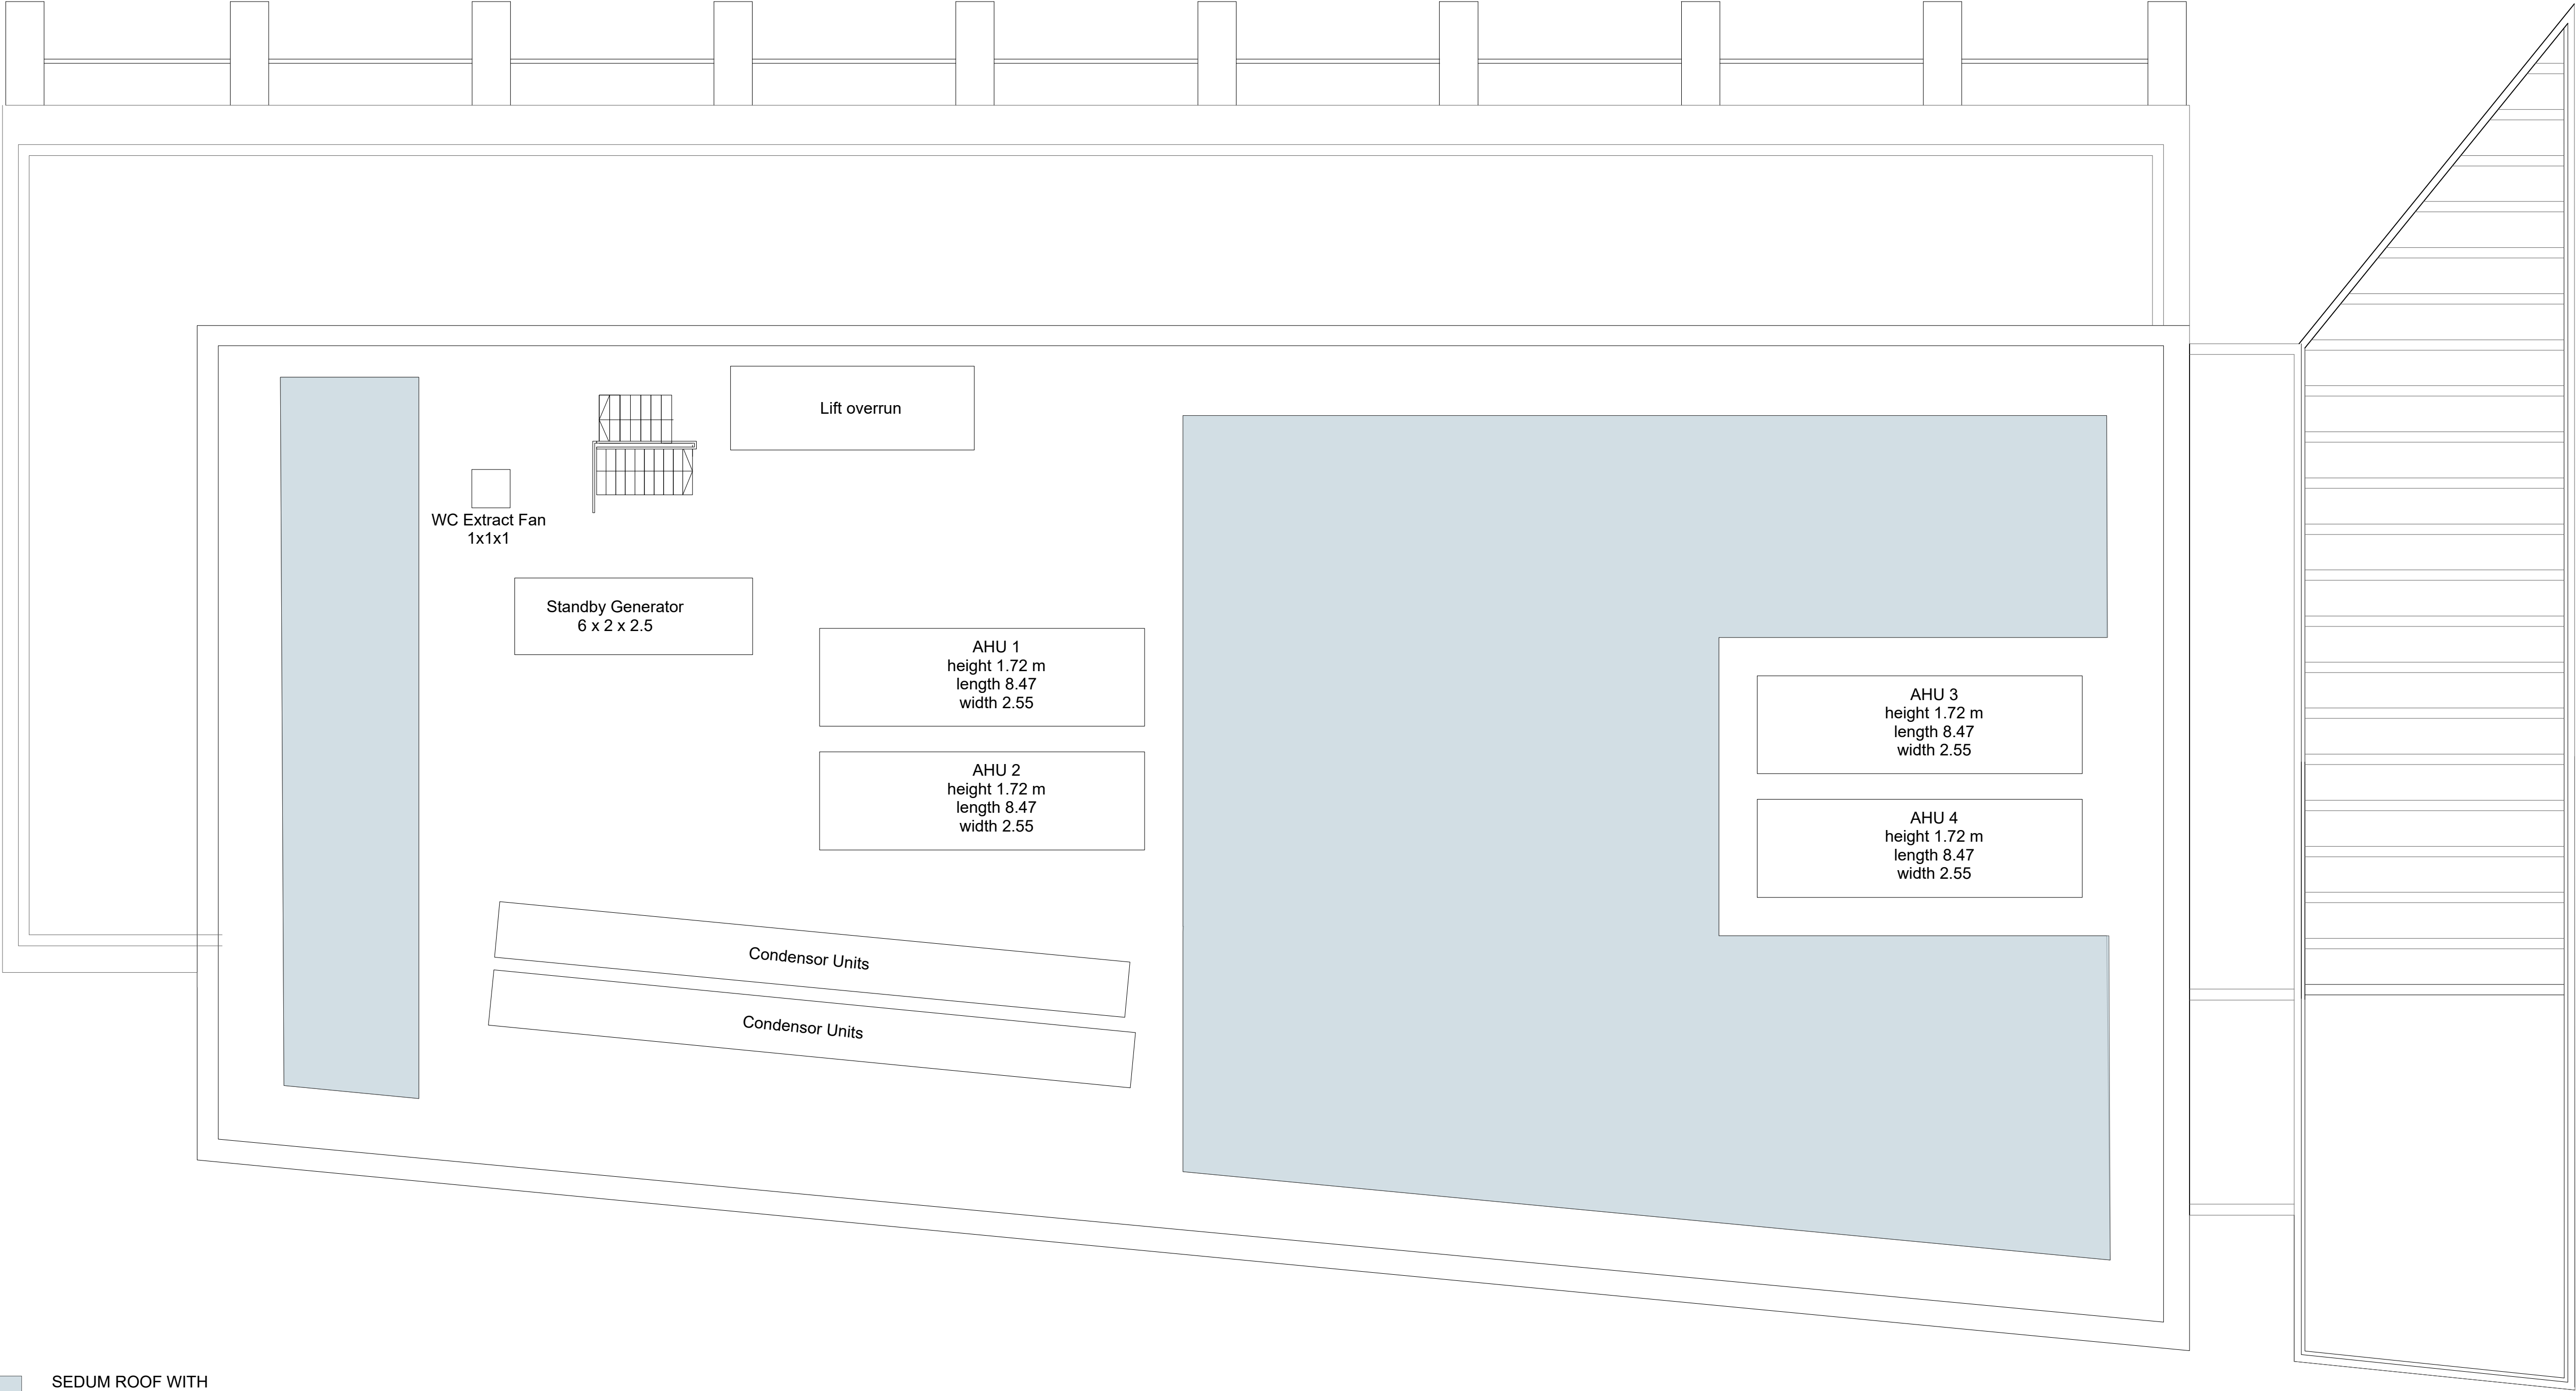 Lift overrun
WC Extract Fan
1x1x1
Standby Generator
6 x 2 x 2.5
AHU 1
height 1.72 m
length 8.47
width 2.55
AHU 2
height 1.72 m
length 8.47
width 2.55
AHU 3
height 1.72 m
length 8.47
width 2.55
AHU 4
height 1.72 m
length 8.47
width 2.55
Condensor Units
Condensor Units
SEDUM ROOF WITH